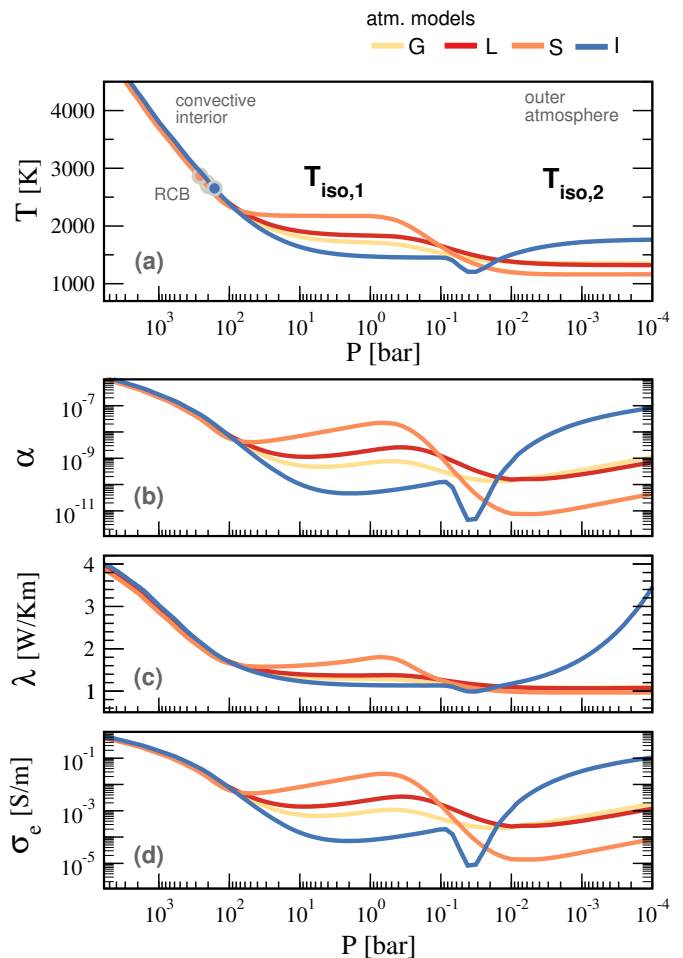 atm. models
G L S I
convective
interior
outer
atmosphere
RCB
T_iso,1
T_iso,2
T [K]
4000
3000
2000
1000
(a)
10^3 10^2 10^1 10^0 10^-1 10^-2 10^-3 10^-4
P [bar]
α
10^-7
10^-9
10^-11
(b)
λ [W/Km]
4
3
2
1
(c)
σ_e [S/m]
10^-1
10^-3
10^-5
(d)
10^3 10^2 10^1 10^0 10^-1 10^-2 10^-3 10^-4
P [bar]